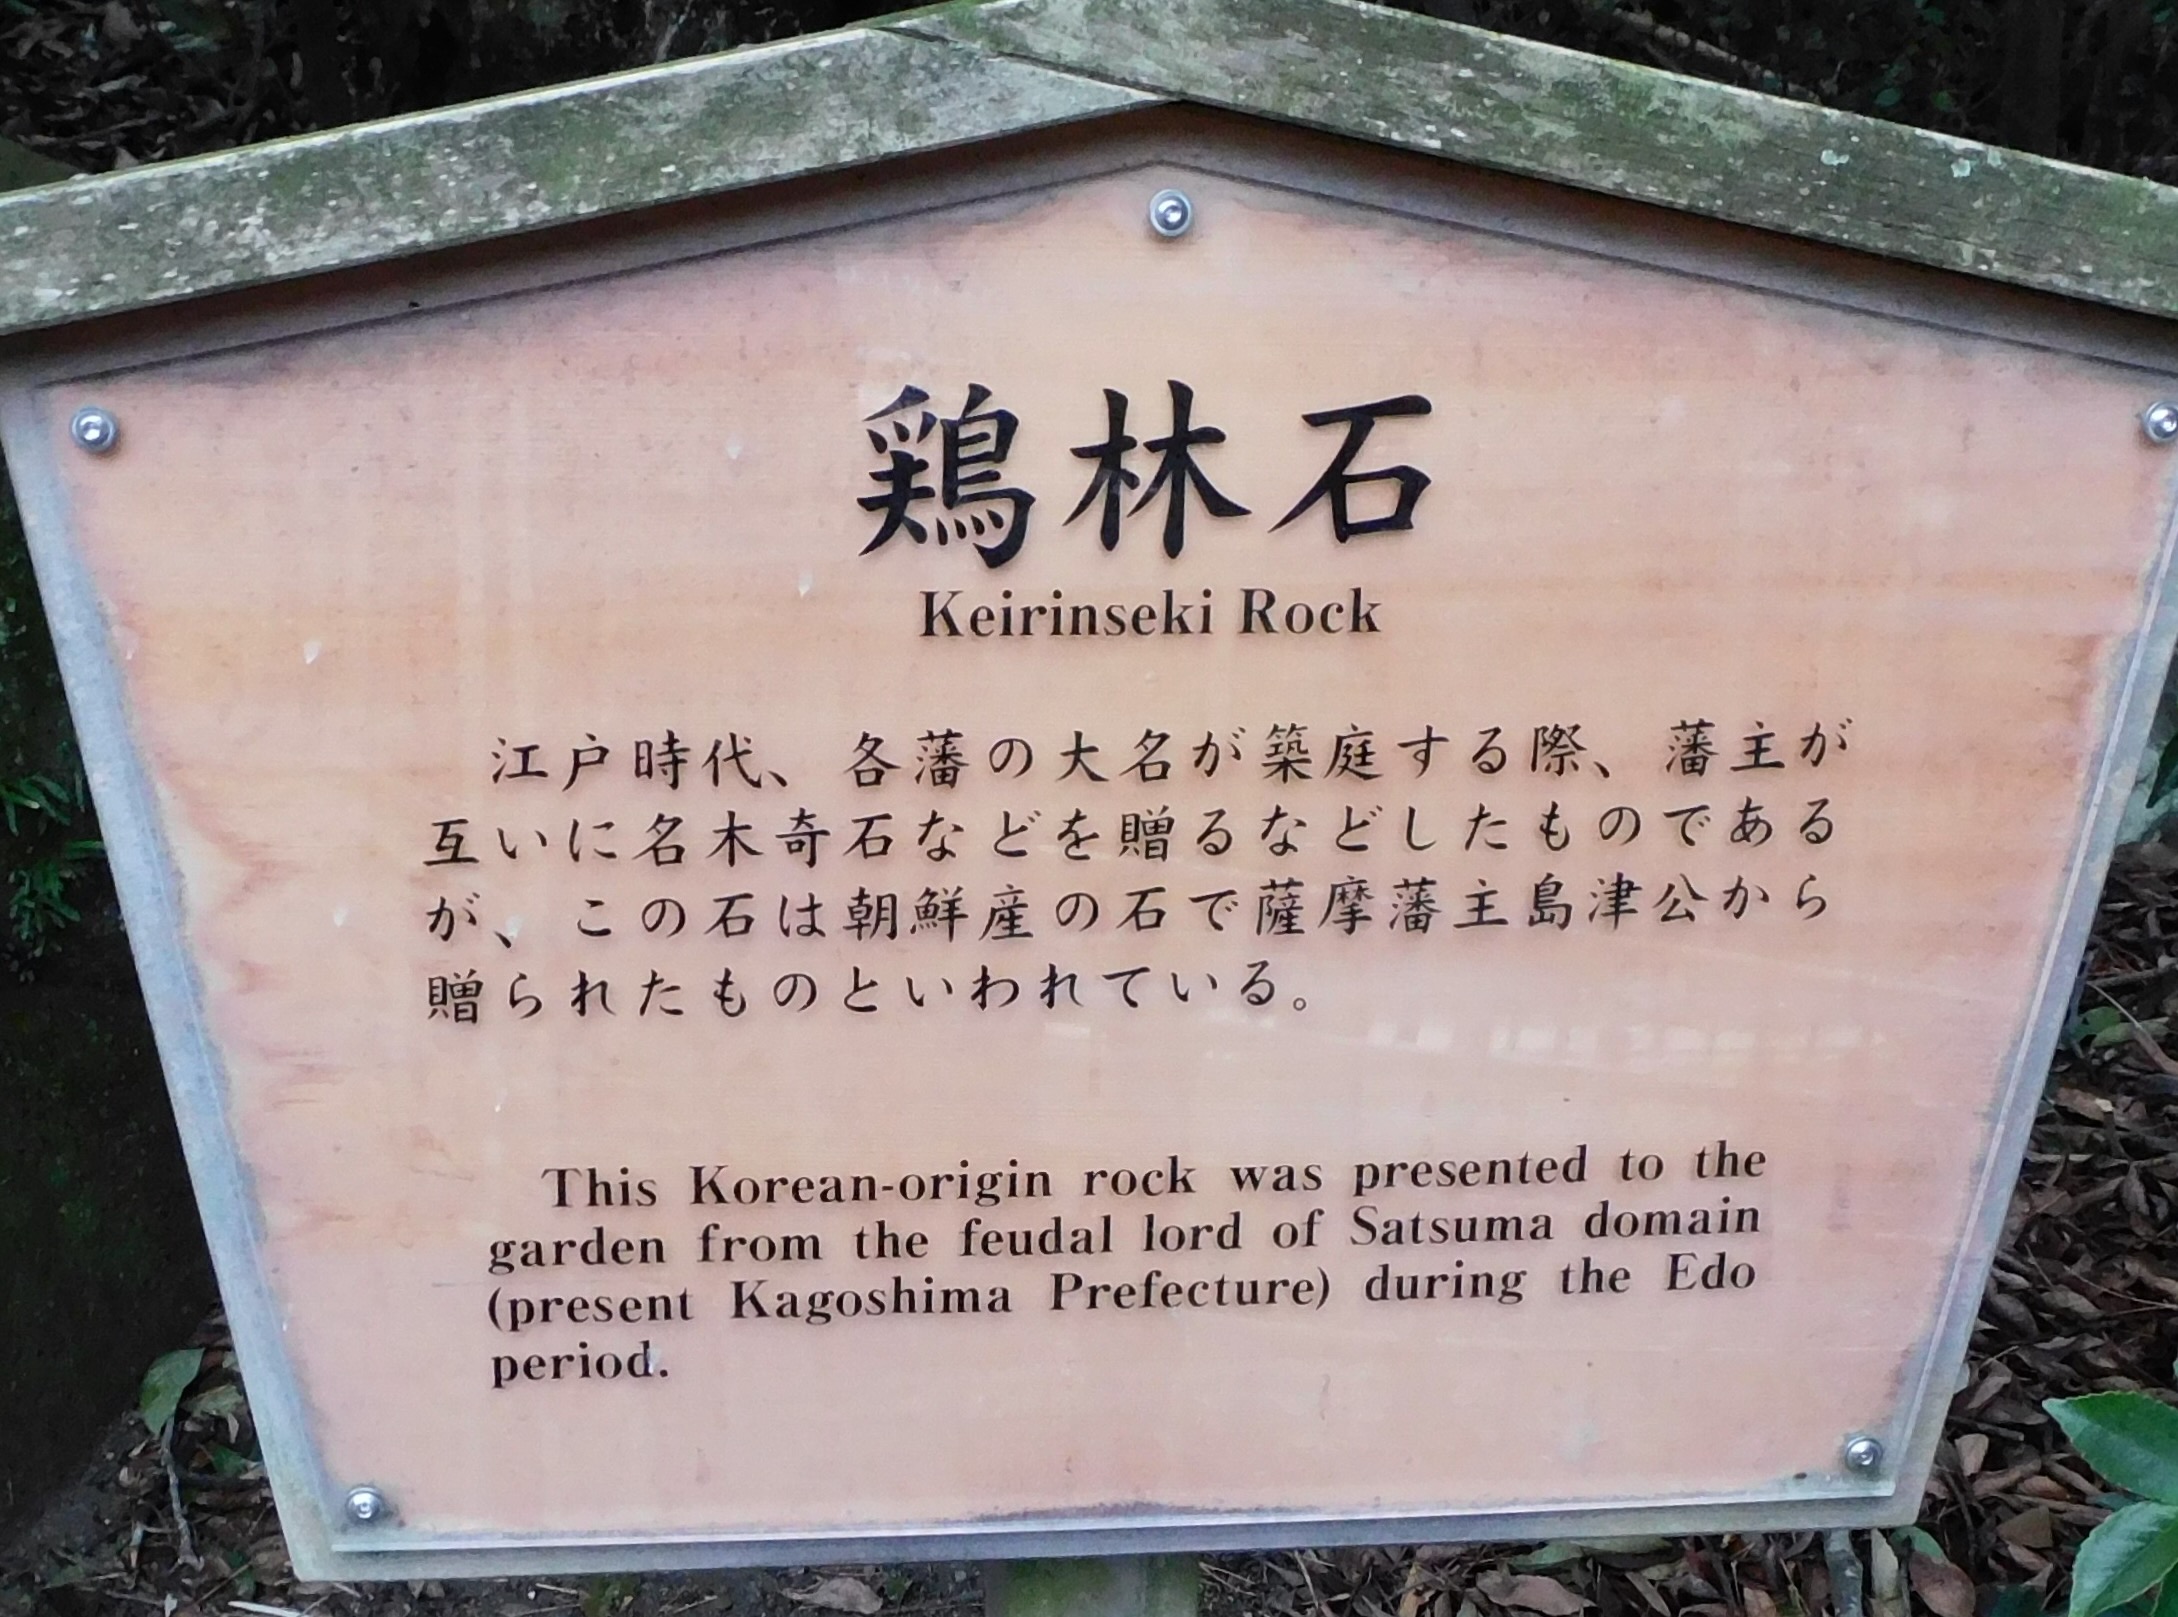 鶏林石
Keirinseki Rock
江戸時代、各藩の大名が築庭する際、藩主が
互いに名木奇石などを贈るなどしたものである
が、この石は朝鮮産の石で薩摩藩主島津公から
贈られたものといわれている。
This Korean-origin rock was presented to the
garden from the feudal lord of Satsuma domain
(present Kagoshima Prefecture) during the Edo
period.